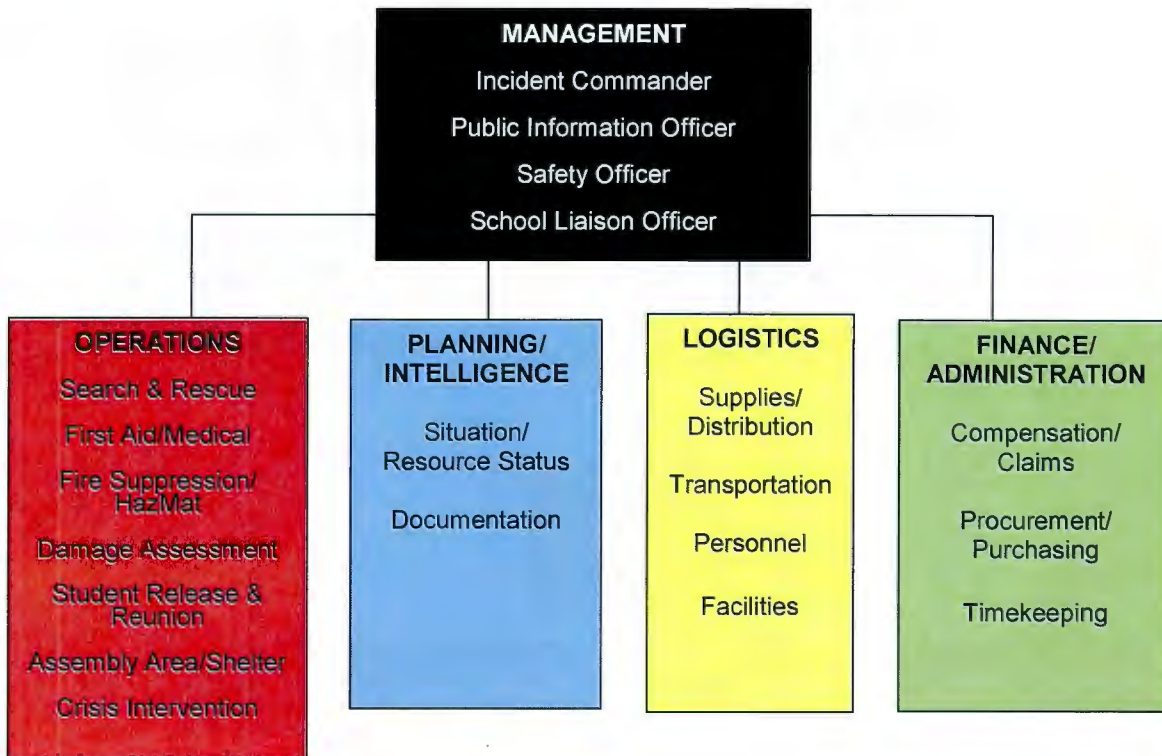 MANAGEMENT
Incident Commander
Public Information Officer
Safety Officer
School Liaison Officer
OPERATIONS
Search & Rescue
First Aid/Medical
Fire Suppression/
HazMat
Damage Assessment
Student Release &
Reunion
Assembly Area/Shelter
Crisis Intervention
PLANNING/
INTELLIGENCE
Situation/
Resource Status
Documentation
LOGISTICS
Supplies/
Distribution
Transportation
Personnel
Facilities
FINANCE/
ADMINISTRATION
Compensation/
Claims
Procurement/
Purchasing
Timekeeping